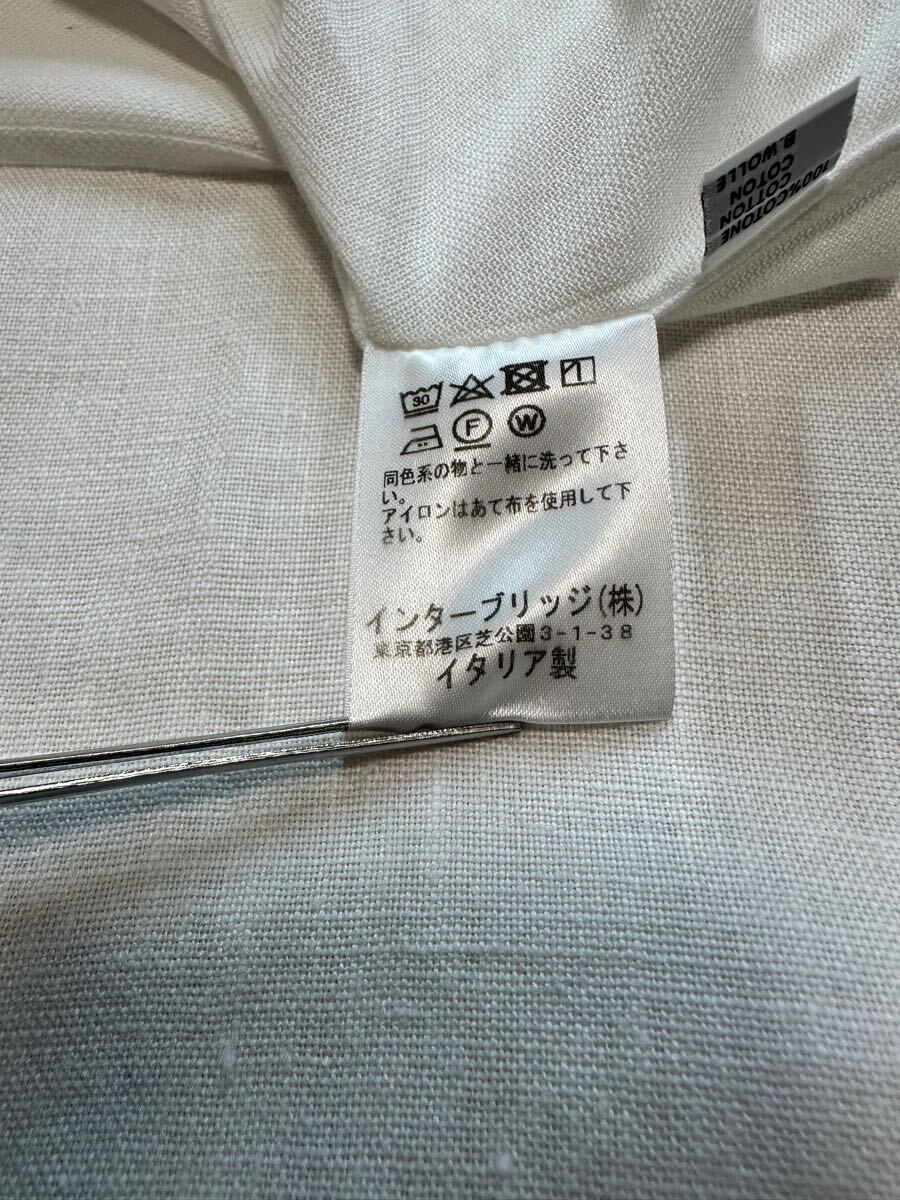 100%COTONE
COTTON
COTON
B.WOLLE
30
F
W
同色系の物と一緒に洗って下さ
い。
アイロンはあて布を使用して下
さい。
インターブリッジ(株)
東京都港区芝公園3-1-38
イタリア製